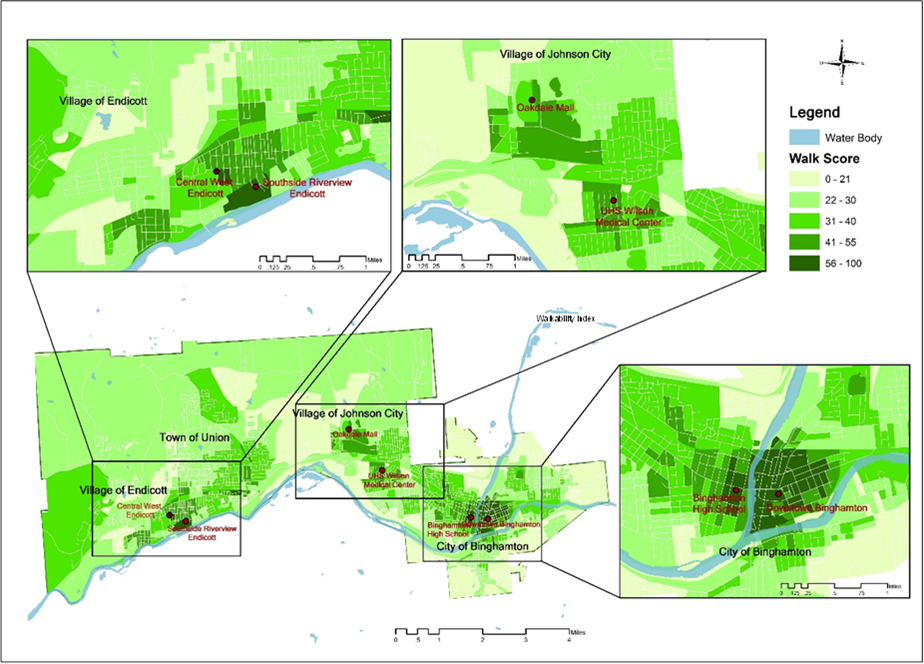 Village of Endicott
Central West
Endicott
Southside Riverview
Endicott
0 .125 .25 .5 .75 1
Miles
Village of Johnson City
Oakdale Mall
UHS Wilson
Medical Center
0 .125 .25 .5 .75 1
Miles
Legend
Water Body
Walk Score
0 - 21
22 - 30
31 - 40
41 - 55
56 - 100
Walkability Index
Village of Johnson City
Oakdale Mall
UHS Wilson
Medical Center
Town of Union
Village of Endicott
Central West
Endicott
Southside Riverview
Endicott
Binghamton
High School
Downtown Binghamton
City of Binghamton
Binghamton
High School
Downtown Binghamton
City of Binghamton
0 .125 .25 .5 .75 1
Miles
0 .5 1 2 3 4
Miles